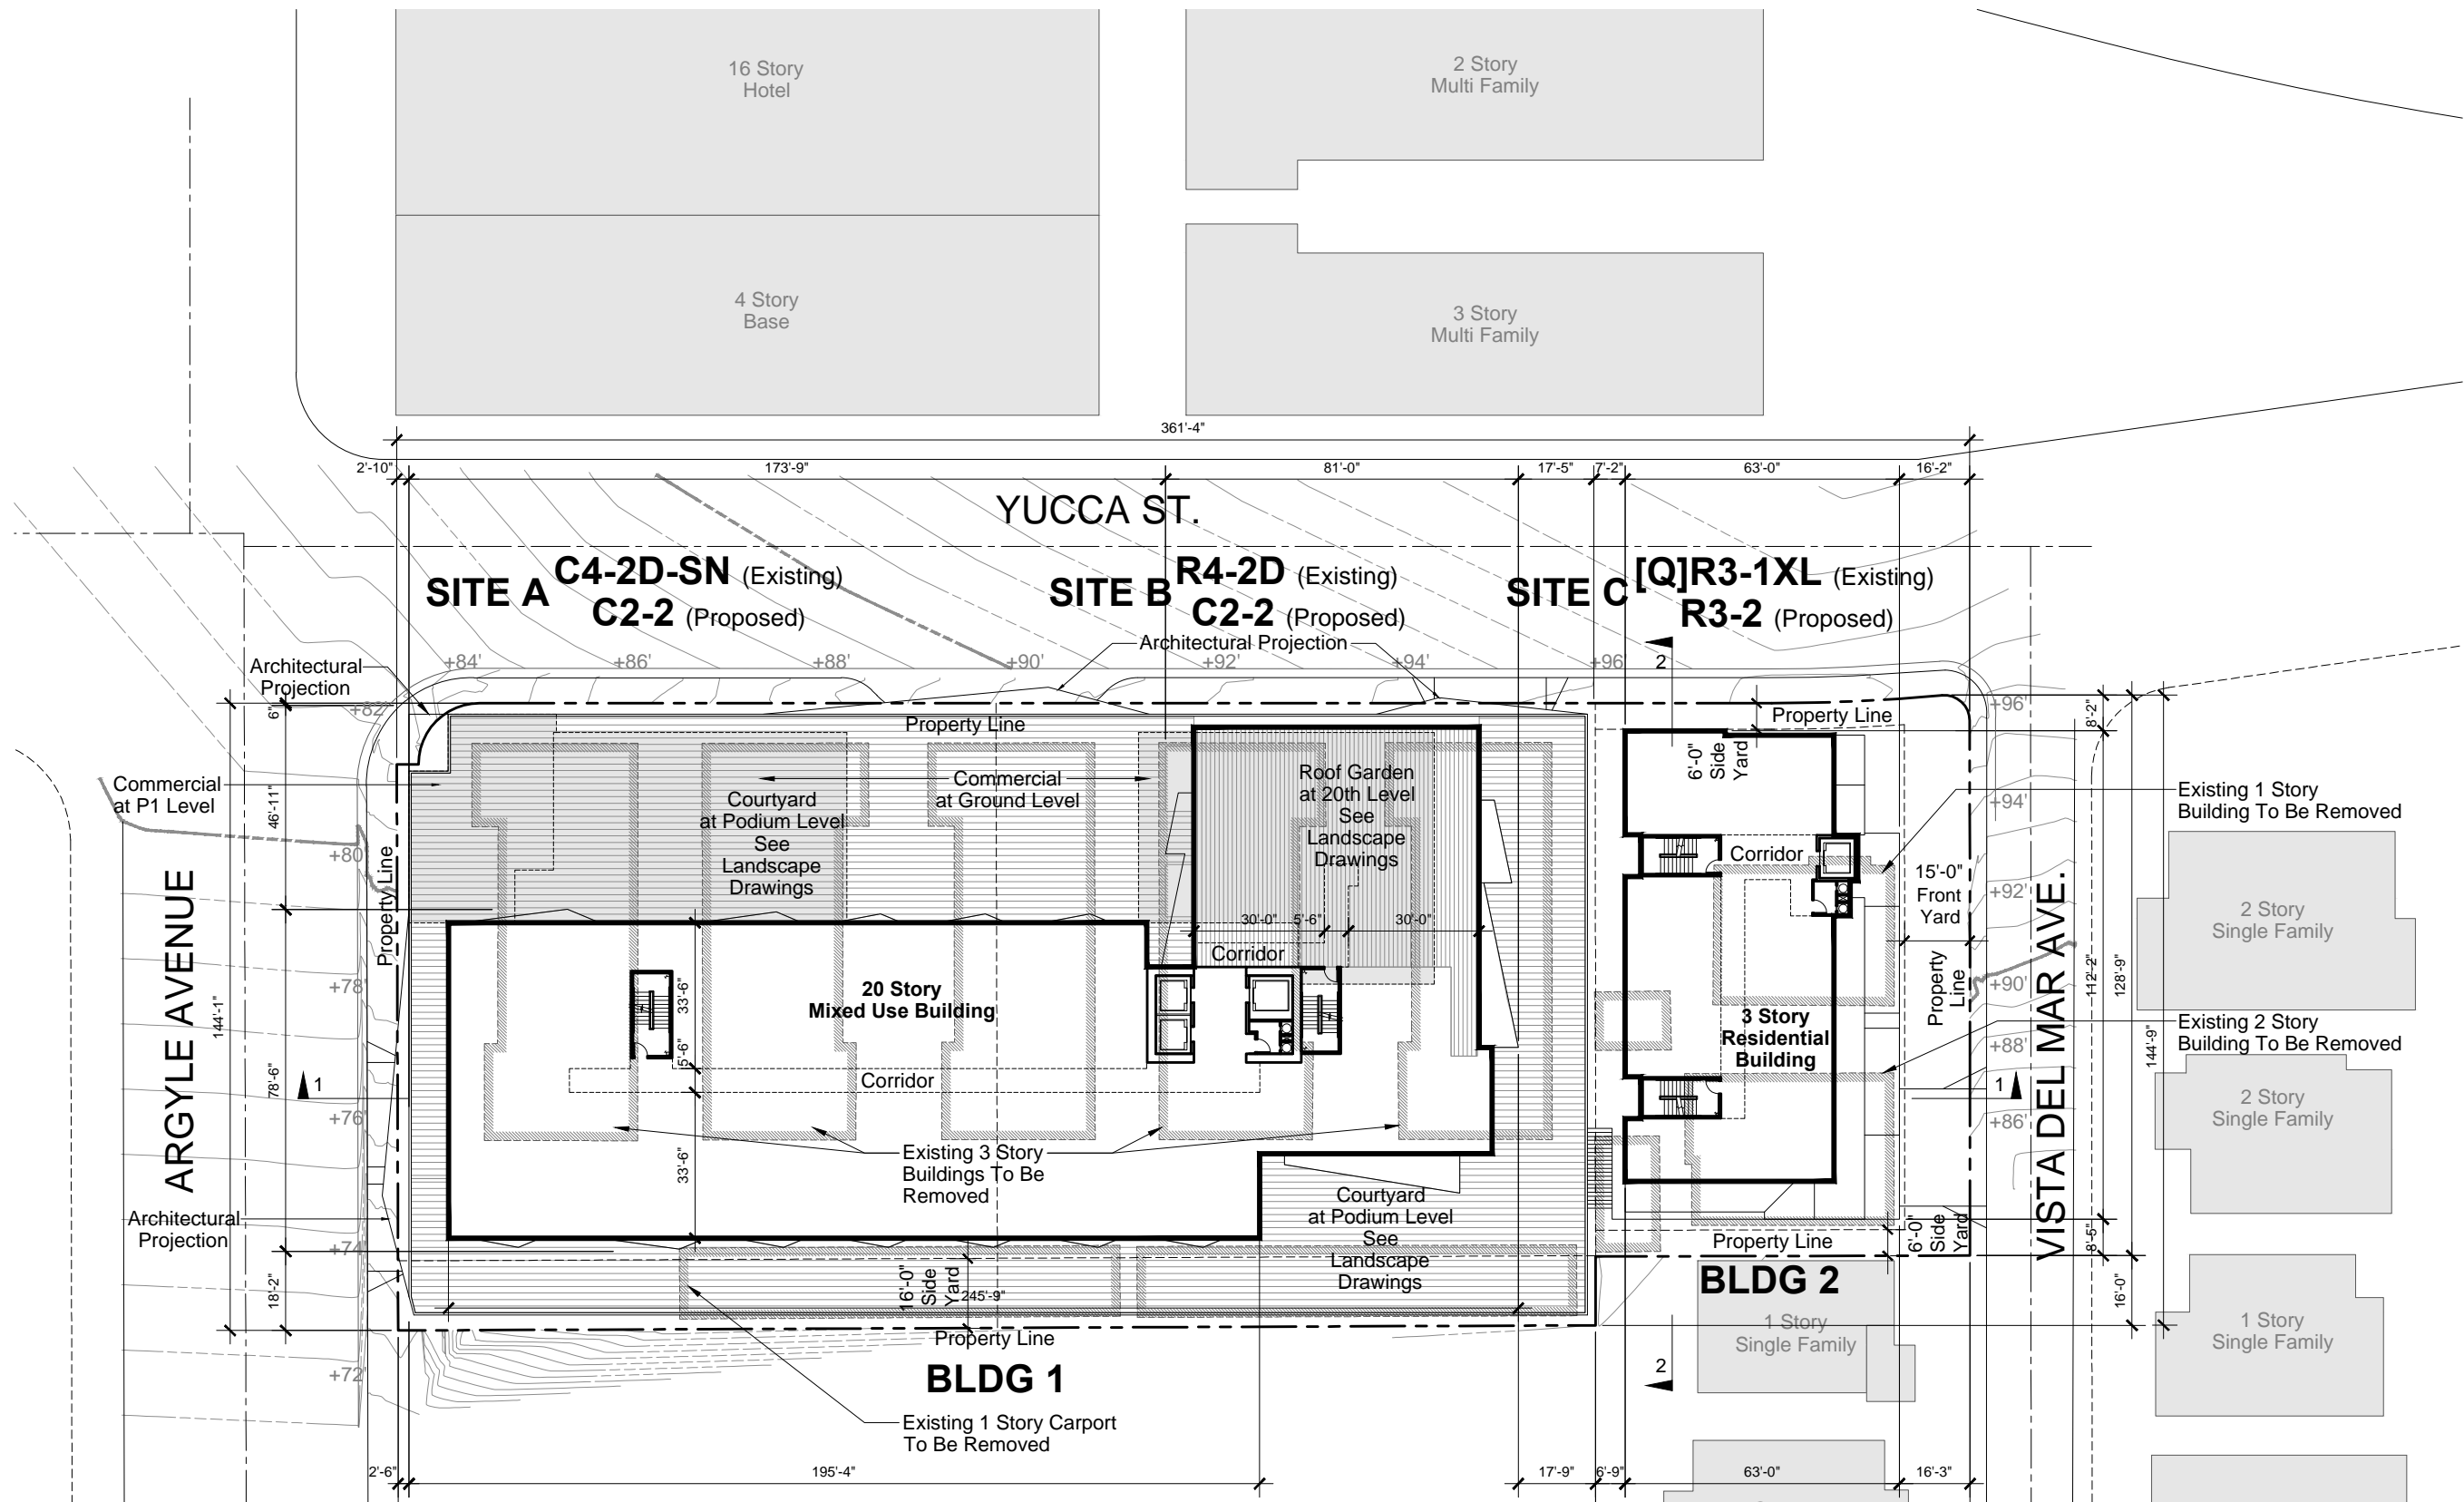 16 Story
Hotel
2 Story
Multi Family
4 Story
Base
3 Story
Multi Family
361'-4"
2'-10"
173'-9"
81'-0"
17'-5"
7'-2"
63'-0"
16'-2"
YUCCA ST.
SITE A
C4-2D-SN (Existing)
C2-2 (Proposed)
SITE B
R4-2D (Existing)
C2-2 (Proposed)
SITE C
[Q]R3-1XL (Existing)
R3-2 (Proposed)
Architectural Projection
Architectural
Projection
+84'
+86'
+88'
+90'
+92'
+94'
+96'
2
6"
+82'
Property Line
Property Line
+96'
8'-2"
Commercial
at P1 Level
46'-11"
Courtyard
at Podium Level
See
Landscape
Drawings
Commercial
at Ground Level
Roof Garden
at 20th Level
See
Landscape
Drawings
6'-0"
Side
Yard
+94'
Existing 1 Story
Building To Be Removed
+80'
Property Line
Corridor
15'-0"
Front
Yard
+92'
2 Story
Single Family
ARGYLE AVENUE
30'-0"
5'-6"
30'-0"
Corridor
+78'
144'-1"
20 Story
Mixed Use Building
33'-6"
5'-6"
Property
Line
+90'
112'-2"
128'-9"
3 Story
Residential
Building
Existing 2 Story
Building To Be Removed
+88'
144'-9"
78'-6"
1
Corridor
1
2 Story
Single Family
+76'
+86'
VISTA DEL MAR AVE.
Existing 3 Story
Buildings To Be
Removed
33'-6"
Architectural
Projection
Courtyard
at Podium Level
See
Landscape
Drawings
+74'
Property Line
6'-0"
Side
Yard
8'-5"
18'-2"
16'-0"
Side
Yard
245'-9"
BLDG 2
16'-0"
Property Line
1 Story
Single Family
1 Story
Single Family
+72'
BLDG 1
2
Existing 1 Story Carport
To Be Removed
2'-6"
195'-4"
17'-9"
6'-9"
63'-0"
16'-3"